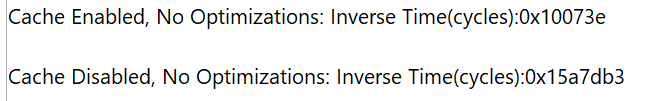 Cache Enabled, No Optimizations: Inverse Time(cycles):0x10073e
Cache Disabled, No Optimizations: Inverse Time(cycles):0x15a7db3